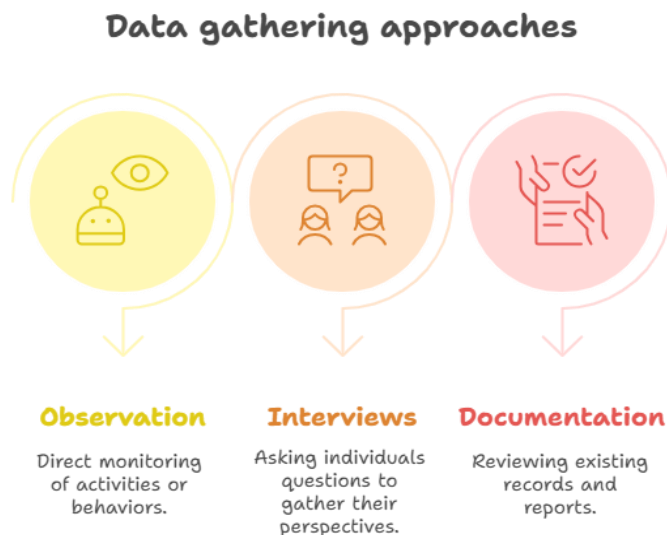 Data gathering approaches
?
Observation
Direct monitoring
of activities or
behaviors.
Interviews
Asking individuals
questions to
gather their
perspectives.
Documentation
Reviewing existing
records and
reports.